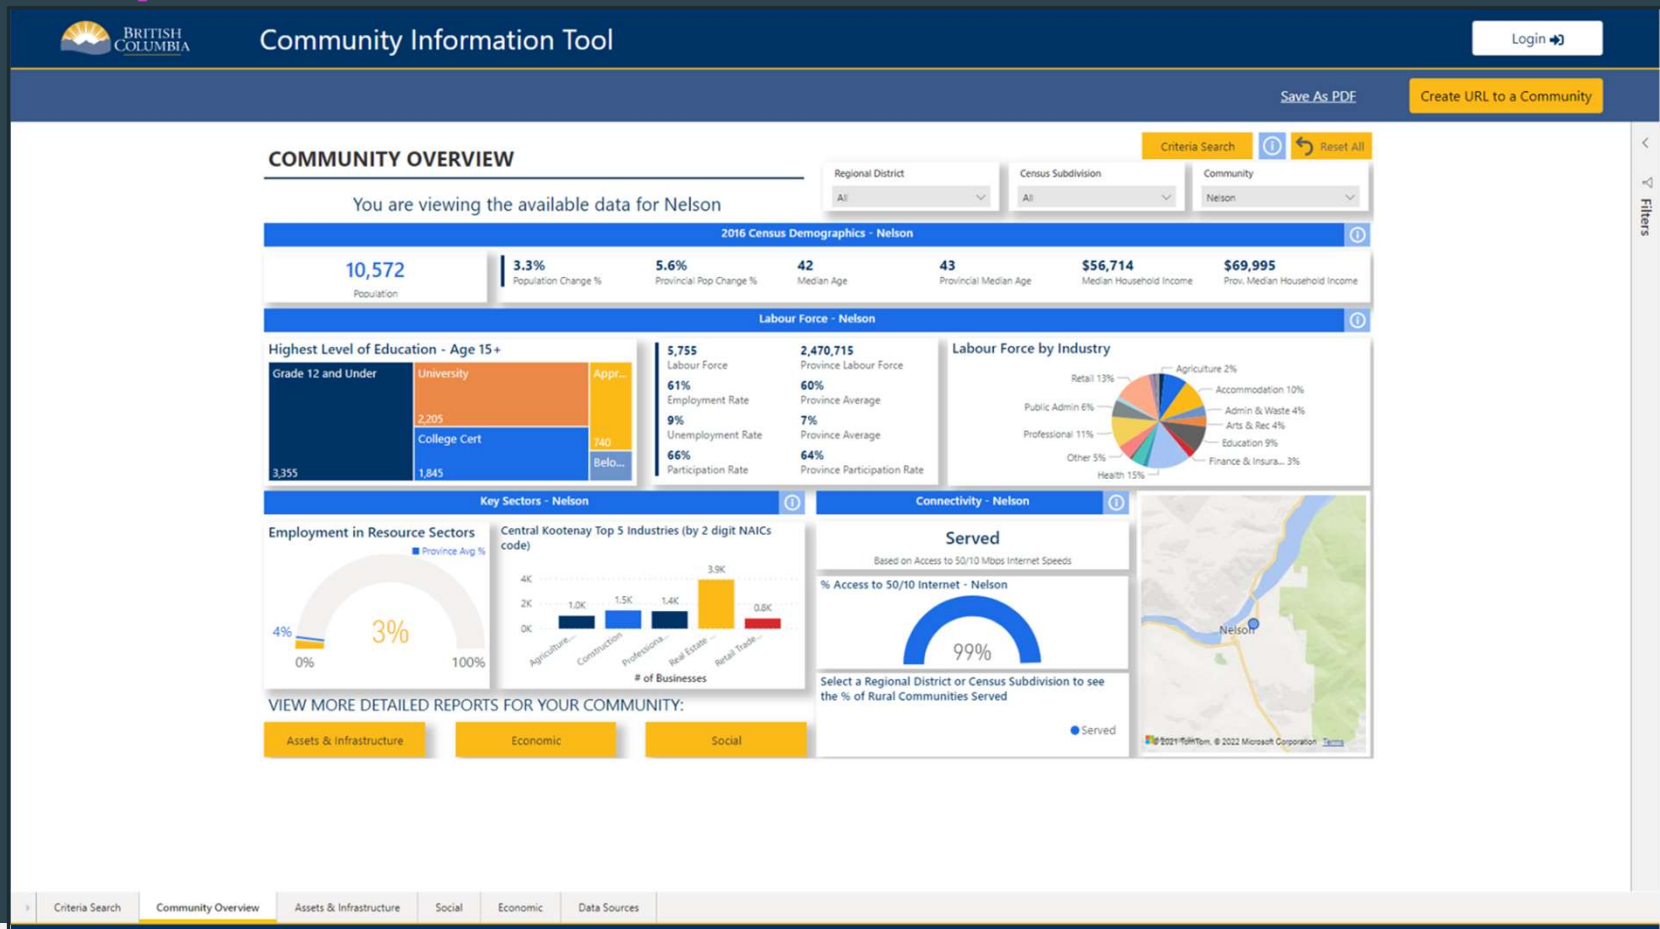 BRITISH
COLUMBIA
Community Information Tool
Login
Save As PDF
Create URL to a Community
Criteria Search
Reset All
COMMUNITY OVERVIEW
Regional District
Census Subdivision
Community
All
All
Nelson
You are viewing the available data for Nelson
Filters
2016 Census Demographics - Nelson
10,572
Population
3.3%
Population Change %
5.6%
Provincial Pop Change %
42
Median Age
43
Provincial Median Age
$56,714
Median Household Income
$69,995
Prov. Median Household Income
Labour Force - Nelson
Highest Level of Education - Age 15+
Grade 12 and Under
3,355
University
2,205
College Cert
1,845
Appr...
740
Belo...
5,755
Labour Force
2,470,715
Province Labour Force
61%
Employment Rate
60%
Province Average
9%
Unemployment Rate
7%
Province Average
66%
Participation Rate
64%
Province Participation Rate
Labour Force by Industry
Agriculture 2%
Retail 13%
Accommodation 10%
Public Admin 6%
Admin & Waste 4%
Arts & Rec 4%
Professional 11%
Education 9%
Other 5%
Finance & Insura... 3%
Health 15%
Key Sectors - Nelson
Employment in Resource Sectors
Province Avg %
4%
3%
0%
100%
Central Kootenay Top 5 Industries (by 2 digit NAICs
code)
4K
2K
0K
1.0K
1.5K
1.4K
3.9K
0.8K
Agriculture...
Construction
Professiona...
Real Estate ...
Retail Trade...
# of Businesses
Connectivity - Nelson
Served
Based on Access to 50/10 Mbps Internet Speeds
% Access to 50/10 Internet - Nelson
99%
Select a Regional District or Census Subdivision to see
the % of Rural Communities Served
Served
Nelson
© 2021 TomTom, © 2022 Microsoft Corporation Terms
VIEW MORE DETAILED REPORTS FOR YOUR COMMUNITY:
Assets & Infrastructure
Economic
Social
Criteria Search
Community Overview
Assets & Infrastructure
Social
Economic
Data Sources